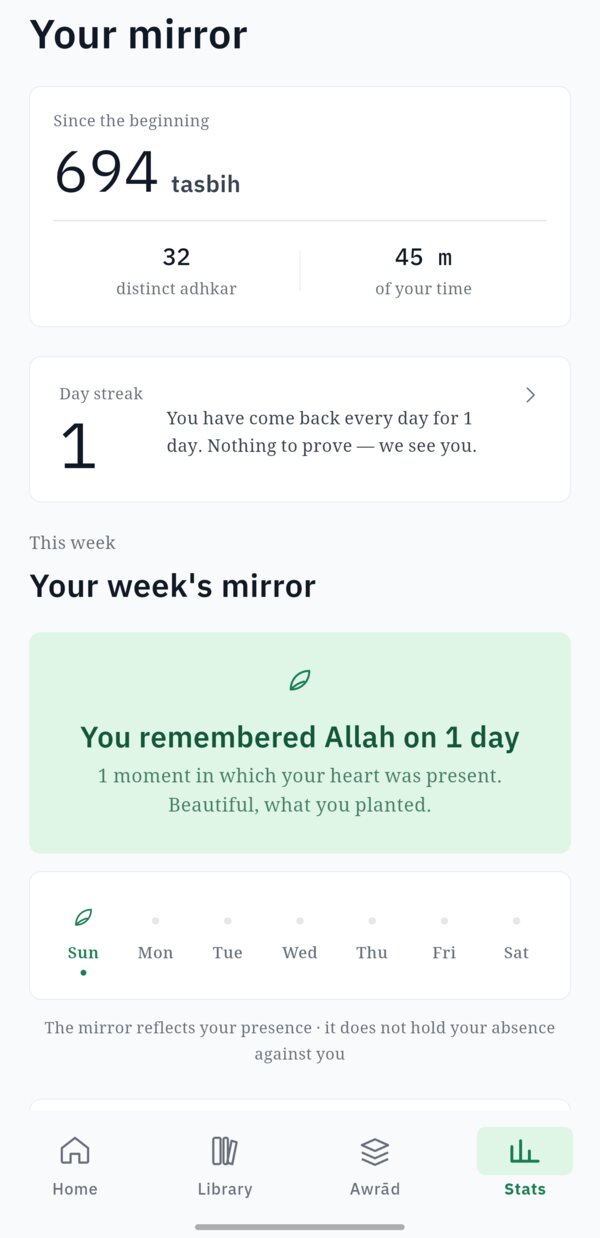 Your mirror
Since the beginning
694 tasbih
32
distinct adhkar
45 m
of your time
Day streak
1
You have come back every day for 1
day. Nothing to prove — we see you.
This week
Your week's mirror
You remembered Allah on 1 day
1 moment in which your heart was present.
Beautiful, what you planted.
Sun Mon Tue Wed Thu Fri Sat
The mirror reflects your presence · it does not hold your absence
against you
Home Library Awrād Stats